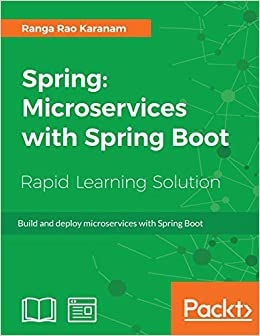 Ranga Rao Karanam
Spring:
Microservices
with Spring Boot
Rapid Learning Solution
Build and deploy microservices with Spring Boot
Packt>